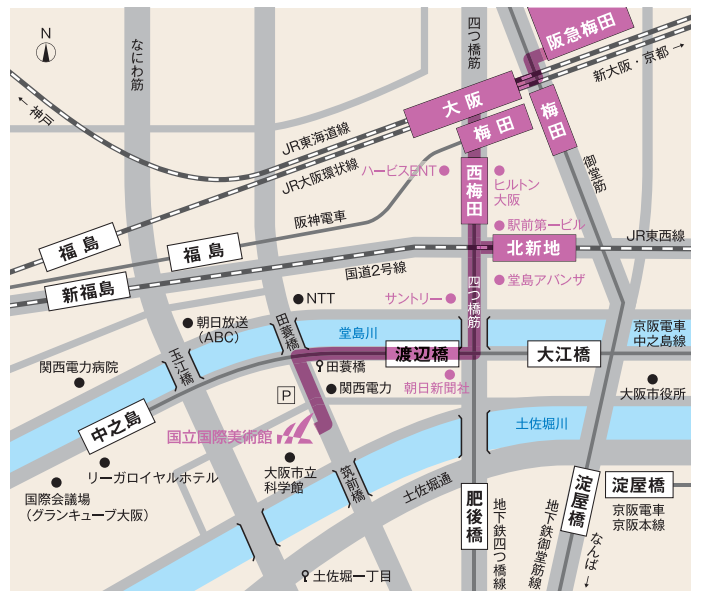 N
なにわ筋
四つ橋筋
阪急梅田
新大阪・京都→
←神戸
大阪
梅田
梅田
JR東海道線
JR大阪環状線
ハービスENT
西梅田
ヒルトン
大阪
御堂筋
阪神電車
駅前第一ビル
福島
福島
北新地
JR東西線
国道2号線
新福島
堂島アバンザ
NTT
サントリー
四つ橋筋
朝日放送
(ABC)
田蓑橋
堂島川
京阪電車
中之島線
玉江橋
渡辺橋
大江橋
関西電力病院
田蓑橋
関西電力
朝日新聞社
大阪市役所
P
中之島
国立国際美術館
土佐堀川
リーガロイヤルホテル
大阪市立
科学館
国際会議場
(グランキューブ大阪)
筑前橋
土佐堀通
肥後橋
地下鉄四つ橋線
地下鉄御堂筋線
淀屋橋
淀屋橋
京阪電車
京阪本線
なんば→
土佐堀一丁目